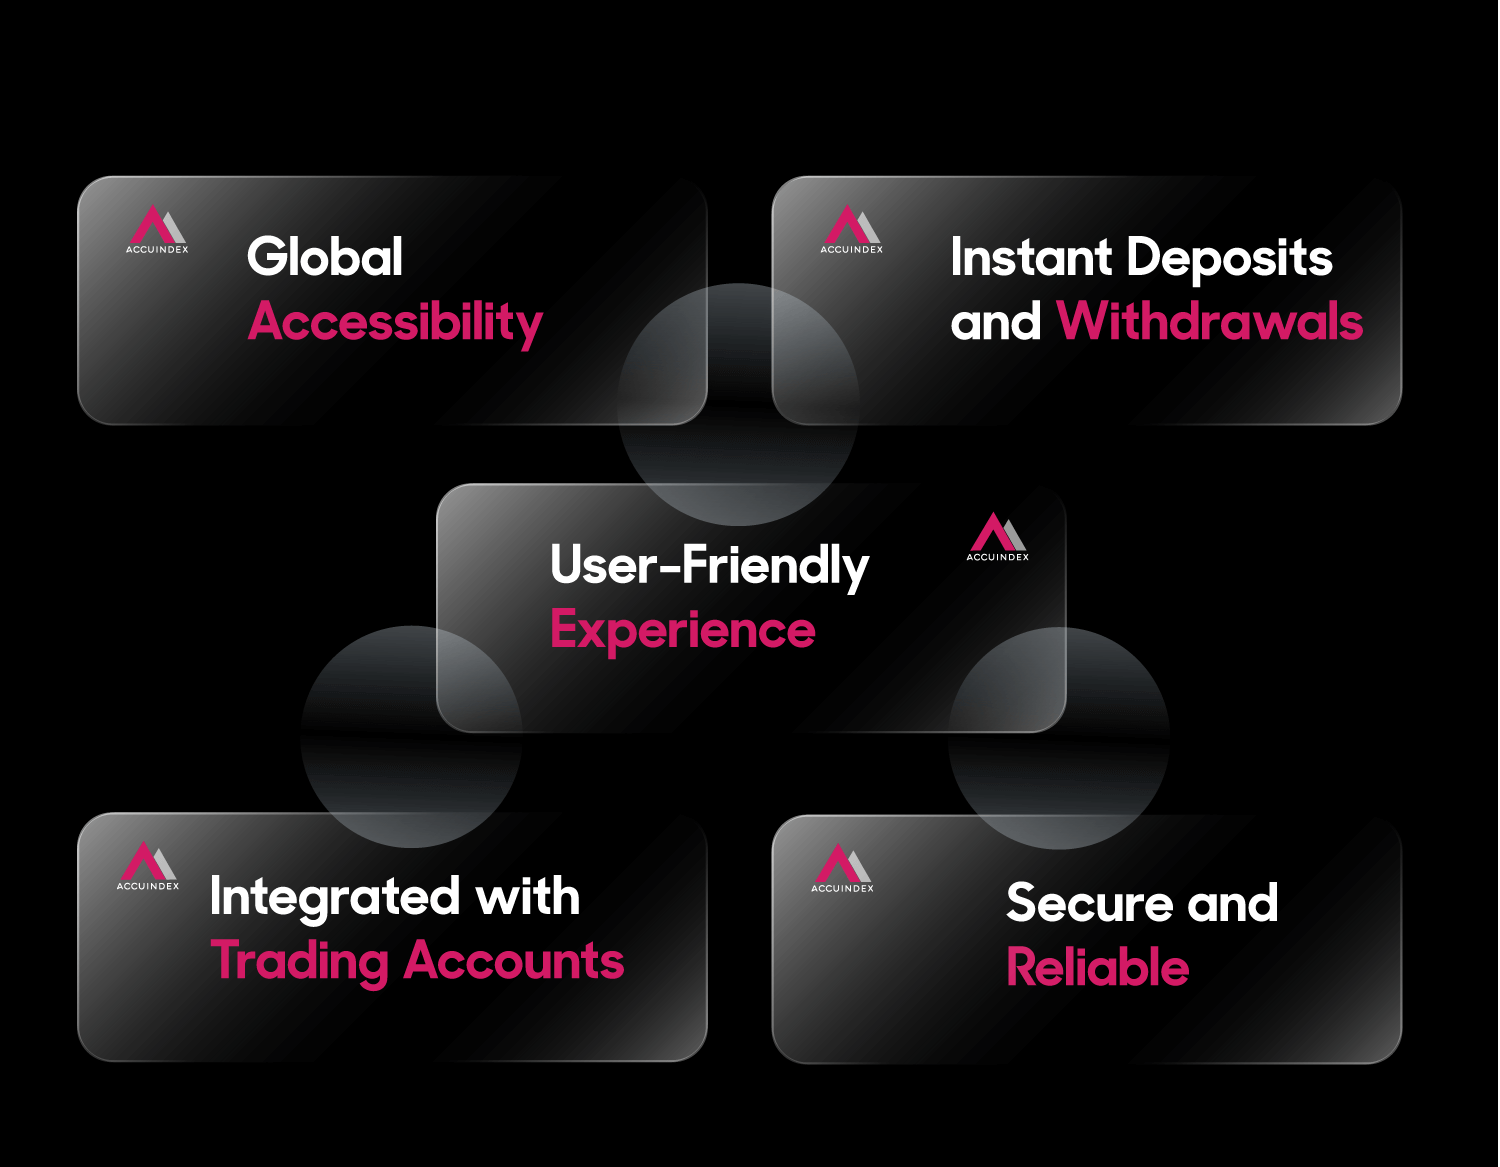 ACCUINDEX
Global
Accessibility
ACCUINDEX
Instant Deposits
and Withdrawals
User-Friendly
Experience
ACCUINDEX
ACCUINDEX
Integrated with
Trading Accounts
ACCUINDEX
Secure and
Reliable